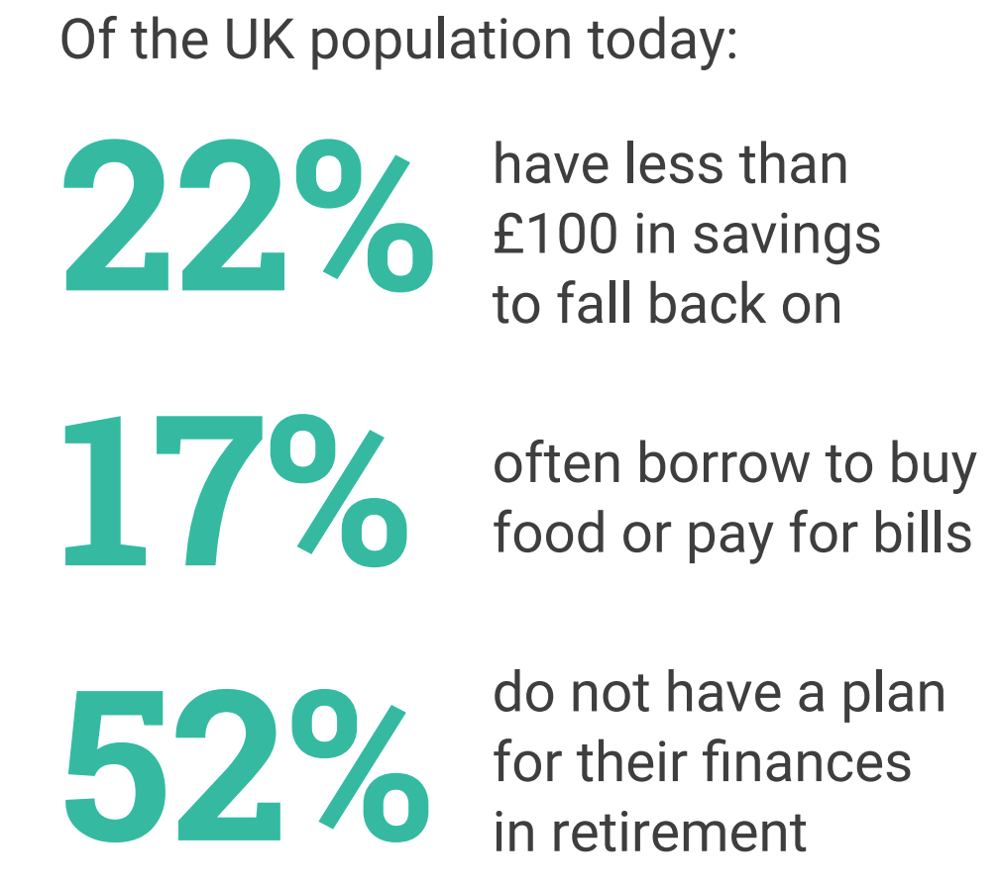 Of the UK population today:
22%
have less than
£100 in savings
to fall back on
17%
often borrow to buy
food or pay for bills
52%
do not have a plan
for their finances
in retirement